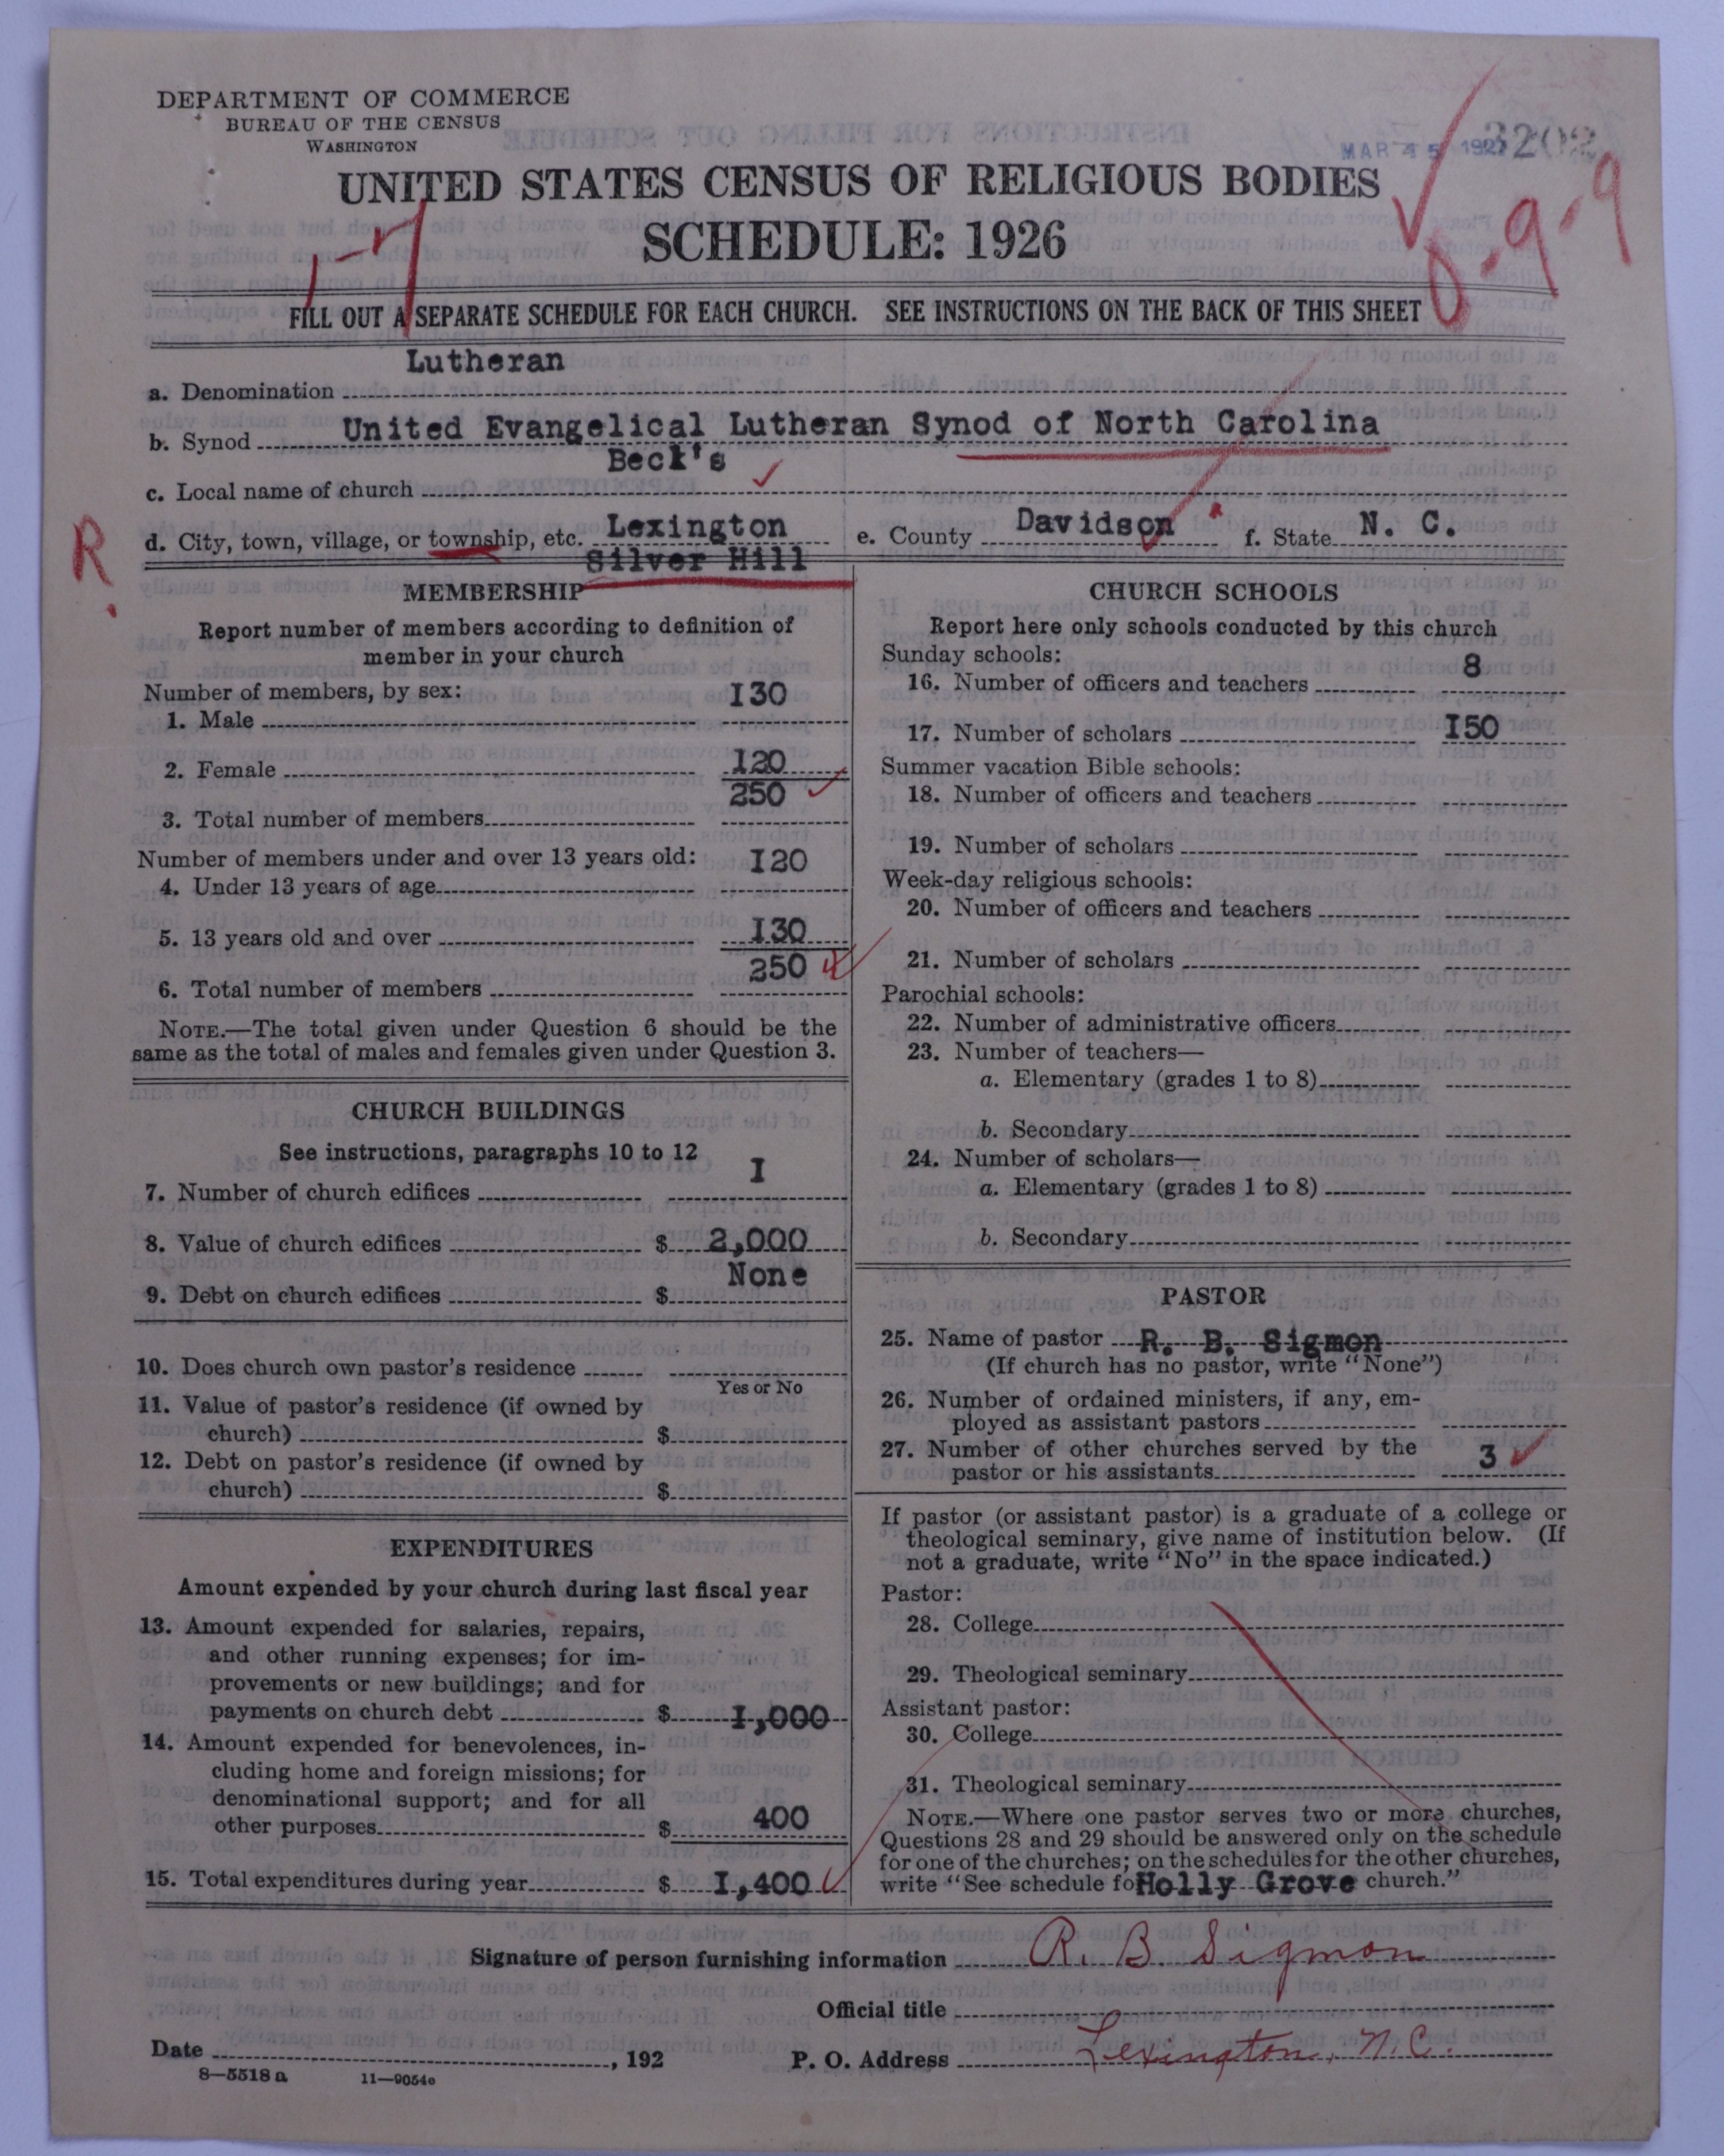 DEPARTMENT OF COMMERCE
BUREAU OF THE CENSUS
WASHINGTON
MAR 15 1927
3202
UNITED STATES CENSUS OF RELIGIOUS BODIES
SCHEDULE: 1926
1-7
8-9-9
FILL OUT A SEPARATE SCHEDULE FOR EACH CHURCH. SEE INSTRUCTIONS ON THE BACK OF THIS SHEET
a. Denomination Lutheran
b. Synod United Evangelical Lutheran Synod of North Carolina
c. Local name of church Beck's
R.
d. City, town, village, or township, etc. Lexington e. County Davidson f. State N. C.
Silver Hill
MEMBERSHIP
Report number of members according to definition of
member in your church
Number of members, by sex:
1. Male I30
2. Female I20
3. Total number of members 250
Number of members under and over 13 years old:
4. Under 13 years of age I20
5. 13 years old and over I30
6. Total number of members 250
NOTE.—The total given under Question 6 should be the
same as the total of males and females given under Question 3.
CHURCH BUILDINGS
See instructions, paragraphs 10 to 12
7. Number of church edifices I
8. Value of church edifices $ 2,000
9. Debt on church edifices $ None
10. Does church own pastor's residence
Yes or No
11. Value of pastor's residence (if owned by
church) $
12. Debt on pastor's residence (if owned by
church) $
EXPENDITURES
Amount expended by your church during last fiscal year
13. Amount expended for salaries, repairs,
and other running expenses; for im-
provements or new buildings; and for
payments on church debt $ I,000
14. Amount expended for benevolences, in-
cluding home and foreign missions; for
denominational support; and for all
other purposes $ 400
15. Total expenditures during year $ I,400
CHURCH SCHOOLS
Report here only schools conducted by this church
Sunday schools:
16. Number of officers and teachers 8
17. Number of scholars I50
Summer vacation Bible schools:
18. Number of officers and teachers
19. Number of scholars
Week-day religious schools:
20. Number of officers and teachers
21. Number of scholars
Parochial schools:
22. Number of administrative officers
23. Number of teachers—
a. Elementary (grades 1 to 8)
b. Secondary
24. Number of scholars—
a. Elementary (grades 1 to 8)
b. Secondary
PASTOR
25. Name of pastor R. B. Sigmon
(If church has no pastor, write "None")
26. Number of ordained ministers, if any, em-
ployed as assistant pastors
27. Number of other churches served by the
pastor or his assistants 3
If pastor (or assistant pastor) is a graduate of a college or
theological seminary, give name of institution below. (If
not a graduate, write "No" in the space indicated.)
Pastor:
28. College
29. Theological seminary
Assistant pastor:
30. College
31. Theological seminary
NOTE.—Where one pastor serves two or more churches,
Questions 28 and 29 should be answered only on the schedule
for one of the churches; on the schedules for the other churches,
write "See schedule fo Holly Grove church."
Signature of person furnishing information R. B. Sigmon
Official title
Date , 192 P. O. Address Lexington, N.C.
8—5518 a 11—9054e